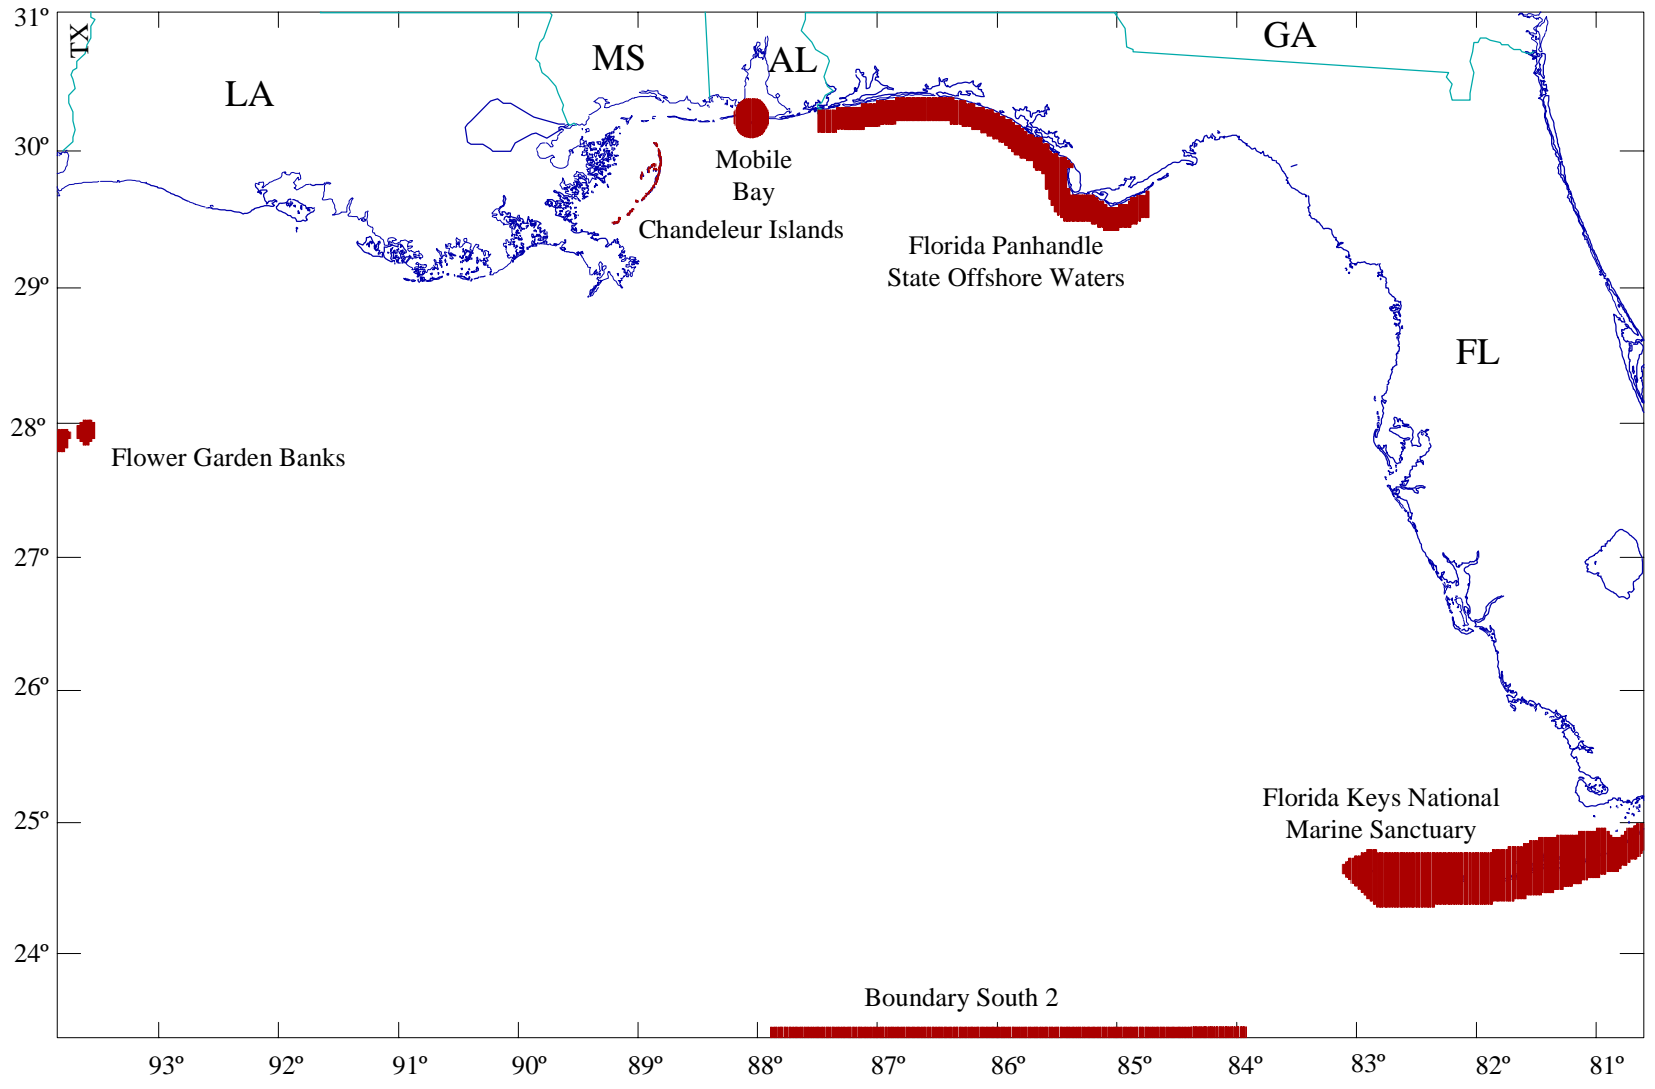 31º
TX
LA
MS
AL
GA
30º
Mobile
Bay
Chandeleur Islands
Florida Panhandle
State Offshore Waters
29º
FL
28º
Flower Garden Banks
27º
26º
Florida Keys National
Marine Sanctuary
25º
24º
Boundary South 2
93º 92º 91º 90º 89º 88º 87º 86º 85º 84º 83º 82º 81º